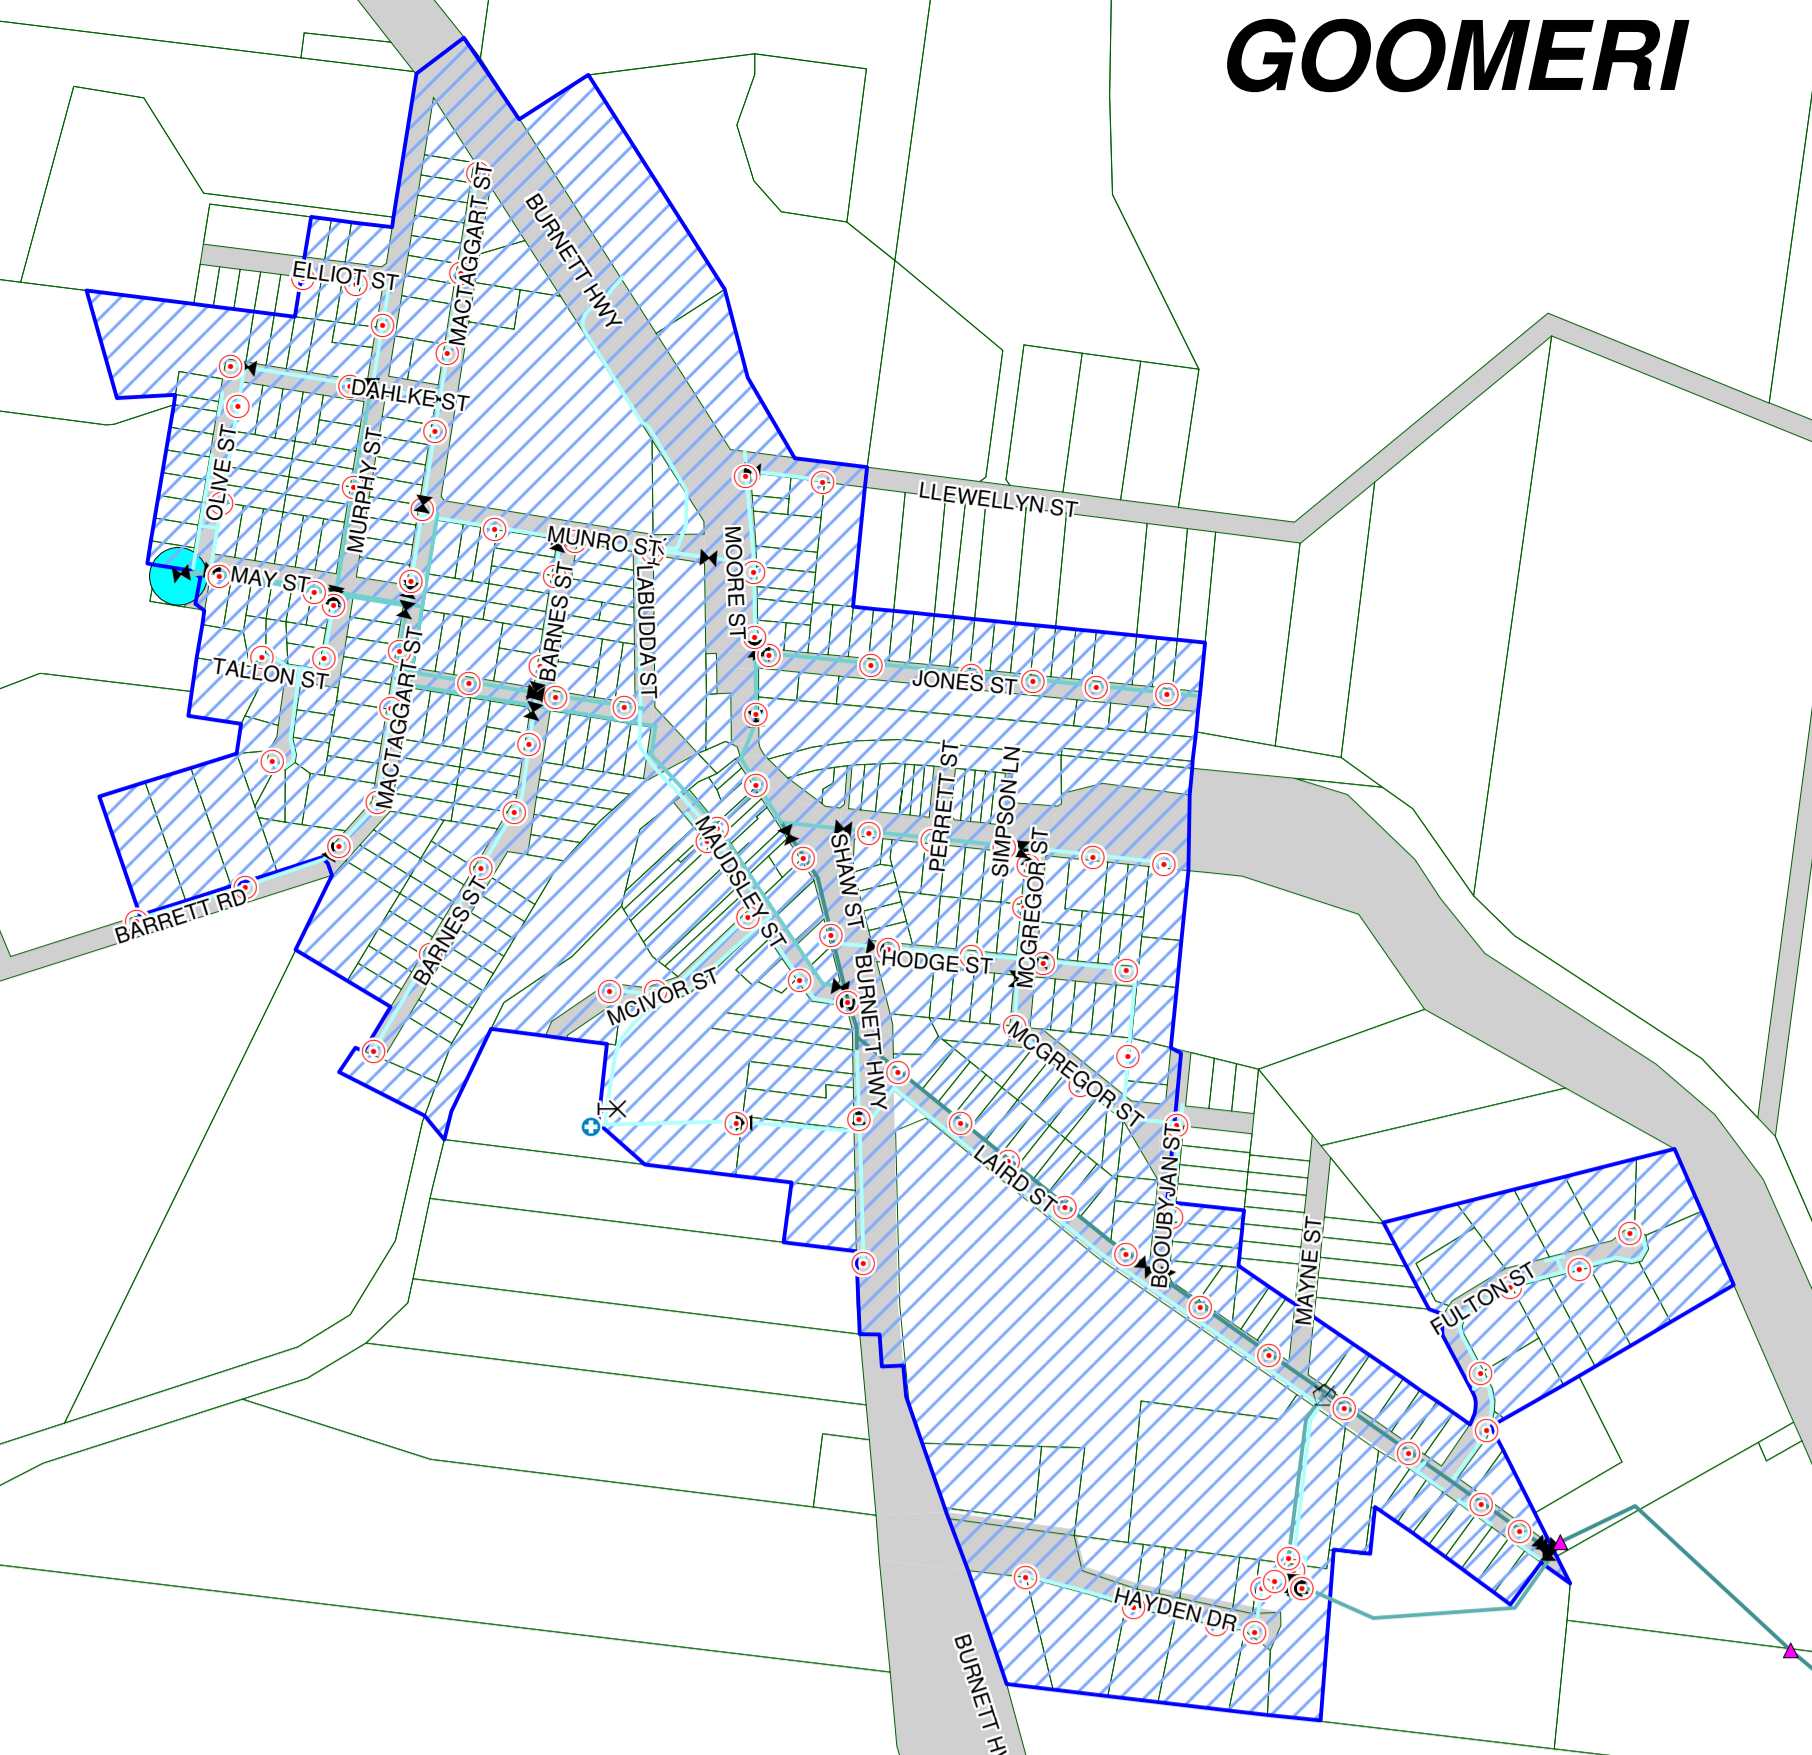 GOOMERI
MACTAGGART ST
BURNETT HWY
ELLIOT ST
DAHLKE ST
OLIVE ST
MURPHY ST
LLEWELLYN ST
MUNRO ST
MOORE ST
MAY ST
BARNES ST
LABUDDA ST
TALLON ST
MACTAGGART ST
JONES ST
PERRETT ST
SIMPSON LN
MAUDSLEY ST
SHAW ST
MCGREGOR ST
BARRETT RD
BARNES ST
HODGE ST
MCIVOR ST
BURNETT HWY
MCGREGOR ST
LAIRD ST
BOOUBYJAN ST
MAYNE ST
FULTON ST
HAYDEN DR
BURNETT H